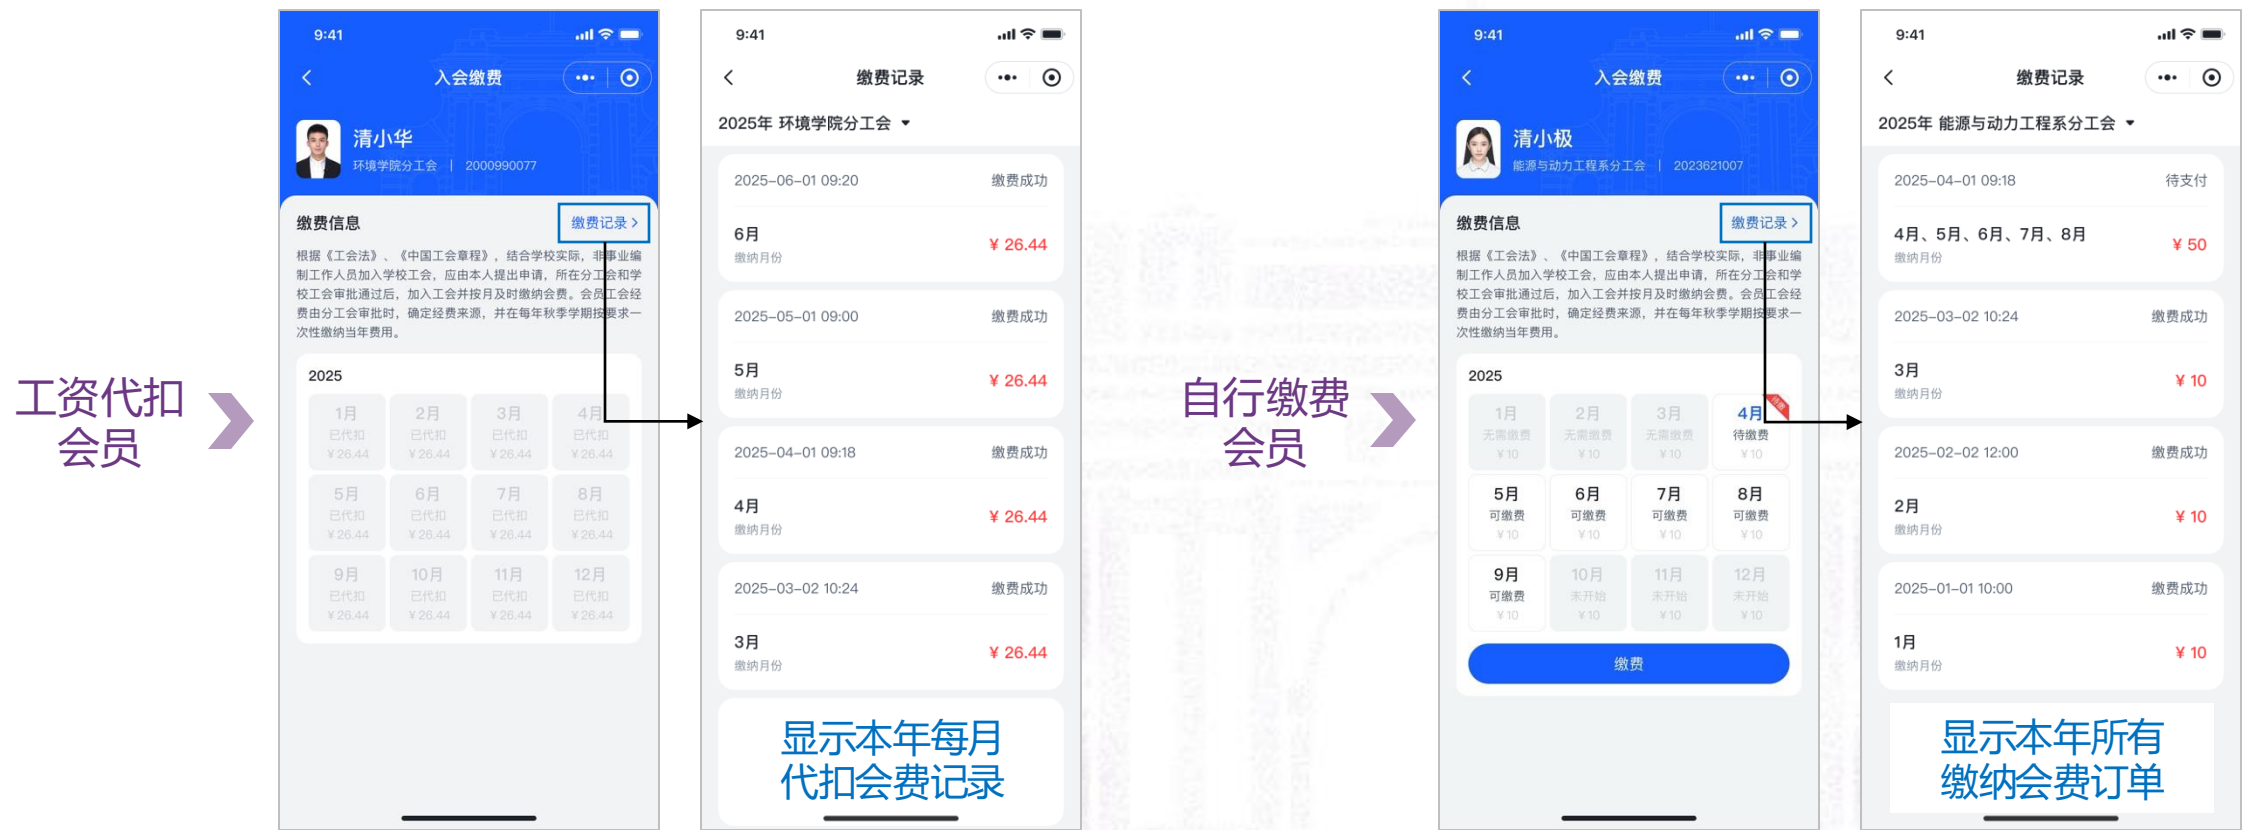 工资代扣
会员
9:41
入会缴费
清小华
环境学院分工会 | 2000990077
缴费信息
缴费记录 >
根据《工会法》、《中国工会章程》，结合学校实际，非事业编
制工作人员加入学校工会，应由本人提出申请，所在分工会和学
校工会审批通过后，加入工会并按月及时缴纳会费。会员工会经
费由分工会审批时，确定经费来源，并在每年秋季学期按要求一
次性缴纳当年费用。
2025
1月 2月 3月 4月
已代扣 已代扣 已代扣 已代扣
¥26.44 ¥26.44 ¥26.44 ¥26.44
5月 6月 7月 8月
已代扣 已代扣 已代扣 已代扣
¥26.44 ¥26.44 ¥26.44 ¥26.44
9月 10月 11月 12月
已代扣 已代扣 已代扣 已代扣
¥26.44 ¥26.44 ¥26.44 ¥26.44
9:41
缴费记录
2025年 环境学院分工会
2025-06-01 09:20 缴费成功
6月
¥ 26.44
缴纳月份
2025-05-01 09:00 缴费成功
5月
¥ 26.44
缴纳月份
2025-04-01 09:18 缴费成功
4月
¥ 26.44
缴纳月份
2025-03-02 10:24 缴费成功
3月
¥ 26.44
缴纳月份
显示本年每月
代扣会费记录
自行缴费
会员
9:41
入会缴费
清小极
能源与动力工程系分工会 | 2023621007
缴费信息
缴费记录 >
根据《工会法》、《中国工会章程》，结合学校实际，非事业编
制工作人员加入学校工会，应由本人提出申请，所在分工会和学
校工会审批通过后，加入工会并按月及时缴纳会费。会员工会经
费由分工会审批时，确定经费来源，并在每年秋季学期按要求一
次性缴纳当年费用。
2025
1月 2月 3月 4月
无需缴费 无需缴费 无需缴费 待缴费
¥10 ¥10 ¥10 ¥10
5月 6月 7月 8月
可缴费 可缴费 可缴费 可缴费
¥10 ¥10 ¥10 ¥10
9月 10月 11月 12月
可缴费 未开始 未开始 未开始
¥10 ¥10 ¥10 ¥10
缴费
9:41
缴费记录
2025年 能源与动力工程系分工会
2025-04-01 09:18 待支付
4月、5月、6月、7月、8月
¥ 50
缴纳月份
2025-03-02 10:24 缴费成功
3月
¥ 10
缴纳月份
2025-02-02 12:00 缴费成功
2月
¥ 10
缴纳月份
2025-01-01 10:00 缴费成功
1月
¥ 10
缴纳月份
显示本年所有
缴纳会费订单